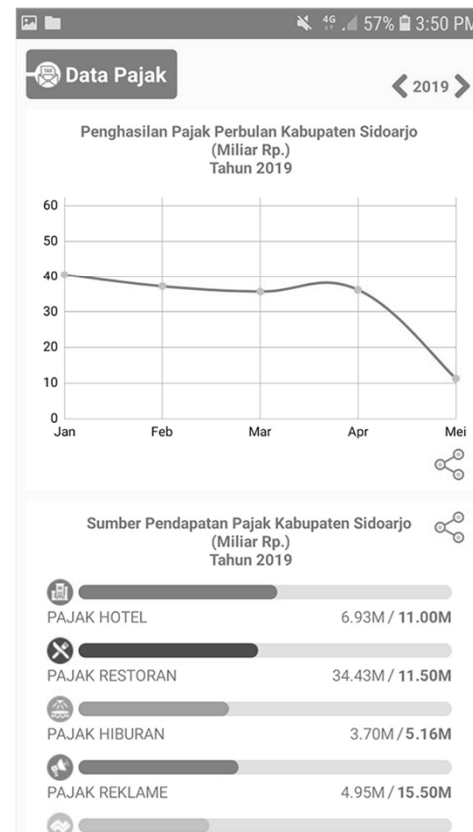 4G 57% 3:50 PM
Data Pajak
2019
Penghasilan Pajak Perbulan Kabupaten Sidoarjo
(Miliar Rp.)
Tahun 2019
60
50
40
30
20
10
0
Jan Feb Mar Apr Mei
Sumber Pendapatan Pajak Kabupaten Sidoarjo
(Miliar Rp.)
Tahun 2019
PAJAK HOTEL 6.93M / 11.00M
PAJAK RESTORAN 34.43M / 11.50M
PAJAK HIBURAN 3.70M / 5.16M
PAJAK REKLAME 4.95M / 15.50M